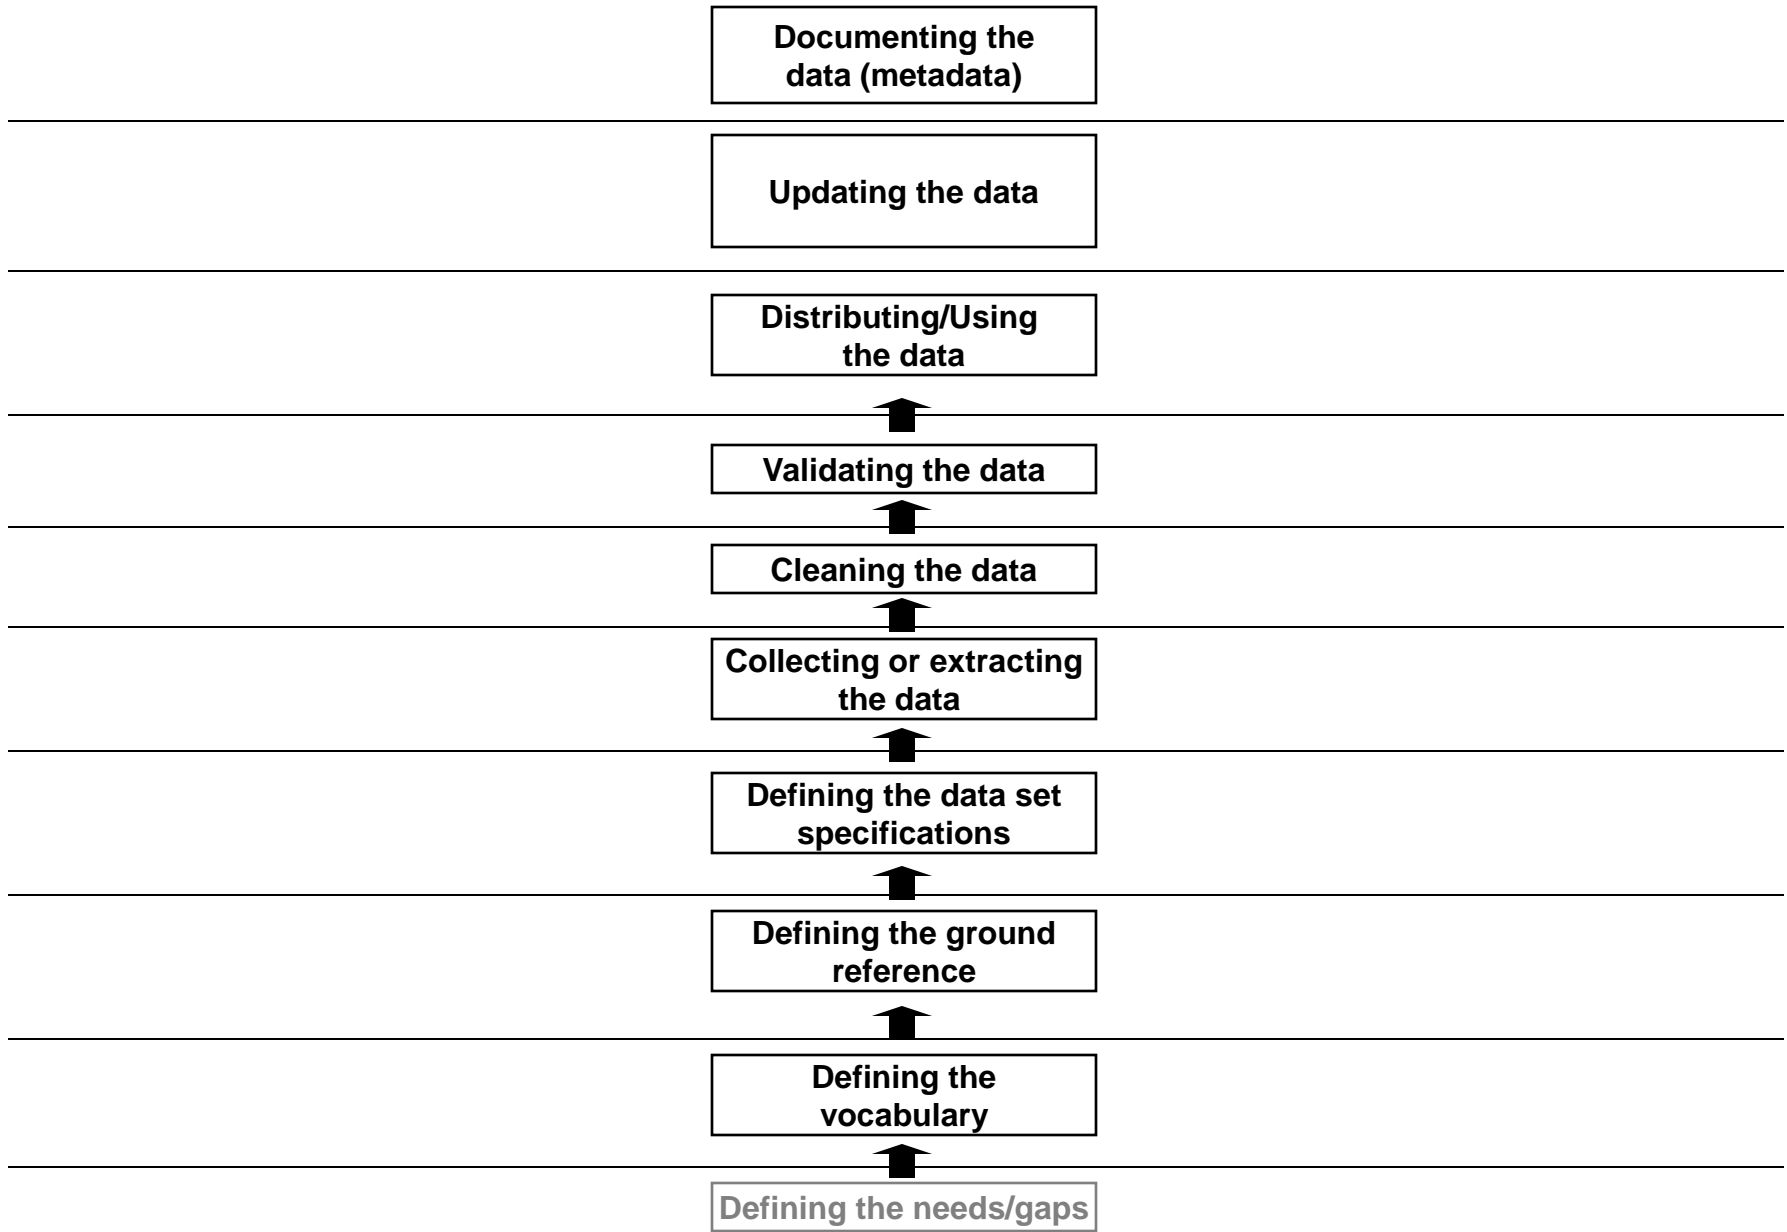 Documenting the
data (metadata)
Updating the data
Distributing/Using
the data
Validating the data
Cleaning the data
Collecting or extracting
the data
Defining the data set
specifications
Defining the ground
reference
Defining the
vocabulary
Defining the needs/gaps